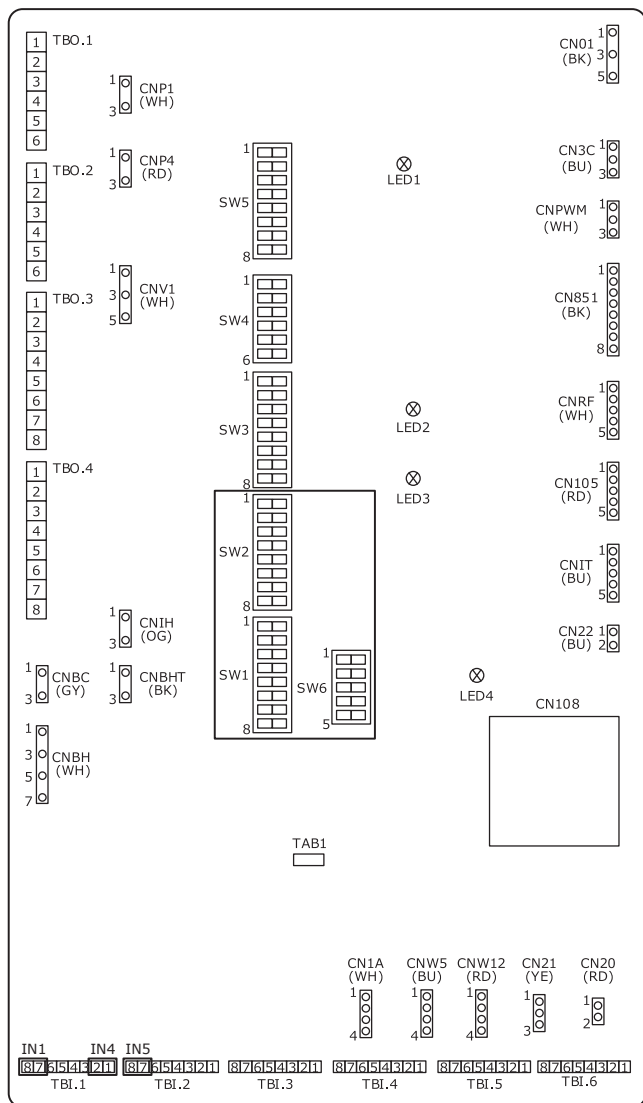 TBO.1
1
2
3
4
5
6
TBO.2
1
2
3
4
5
6
TBO.3
1
2
3
4
5
6
7
8
TBO.4
1
2
3
4
5
6
7
8
1
3
CNP1
(WH)
1
3
CNP4
(RD)
1
3
5
CNV1
(WH)
1
3
CNIH
(OG)
1
3
CNBC
(GY)
1
3
CNBHT
(BK)
1
3
5
7
CNBH
(WH)
1
SW5
8
1
SW4
6
1
SW3
8
1
SW2
8
1
SW1
8
1
SW6
5
LED1
LED2
LED3
LED4
CN01
(BK)
1
3
5
CN3C
(BU)
1
3
CNPWM
(WH)
1
3
CN851
(BK)
1
8
CNRF
(WH)
1
5
CN105
(RD)
1
5
CNIT
(BU)
1
5
CN22
(BU)
1
2
CN108
TAB1
CN1A
(WH)
1
4
CNW5
(BU)
1
4
CNW12
(RD)
1
4
CN21
(YE)
1
3
CN20
(RD)
1
2
IN1
IN4
IN5
87654321
TBI.1
87654321
TBI.2
87654321
TBI.3
87654321
TBI.4
87654321
TBI.5
87654321
TBI.6